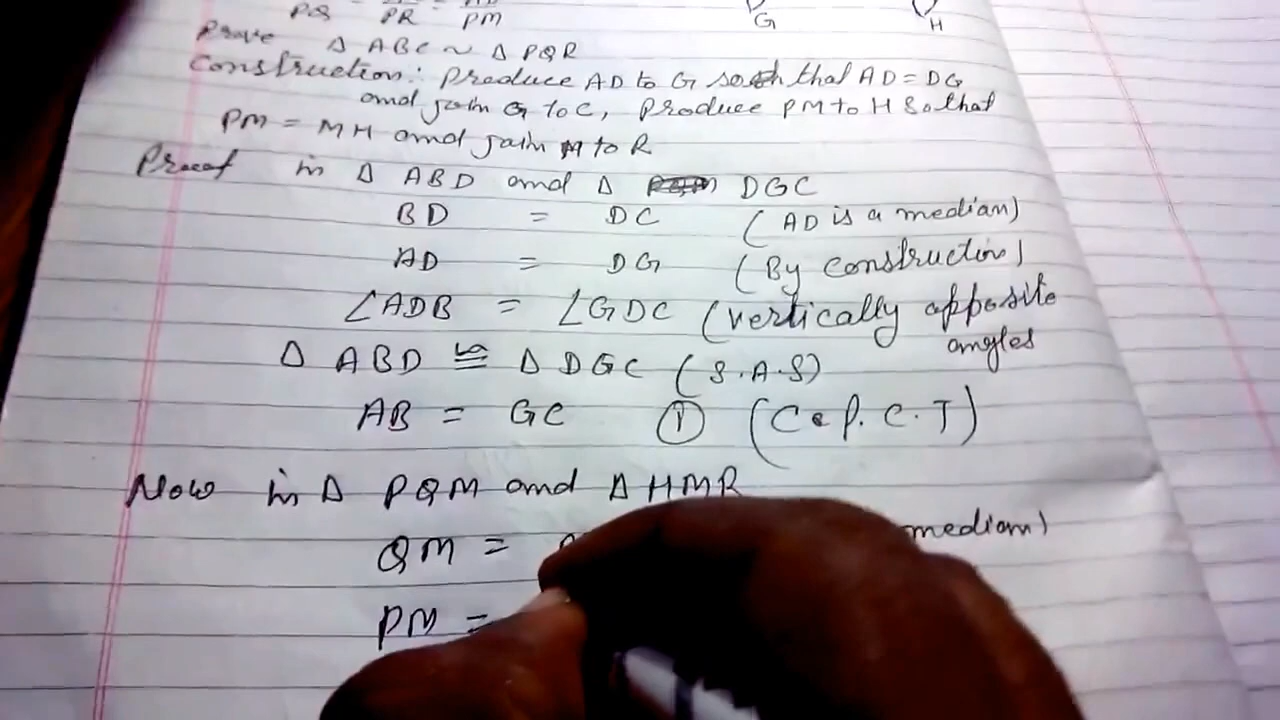 G H
PQ PR PM
Prove Δ ABC ~ Δ PQR
Construction: Produce AD to G such that AD = DG
and join G to C, Produce PM to H So that
PM = MH and join M to R
Proof in Δ ABD and Δ DGC
BD = DC (AD is a median)
AD = DG (By construction)
∠ADB = ∠GDC (vertically opposite
angles
Δ ABD ≅ Δ DGC (S.A.S)
AB = GC ① (C.P.C.T)
Now in Δ PQM and Δ HMR
QM = median)
PM =